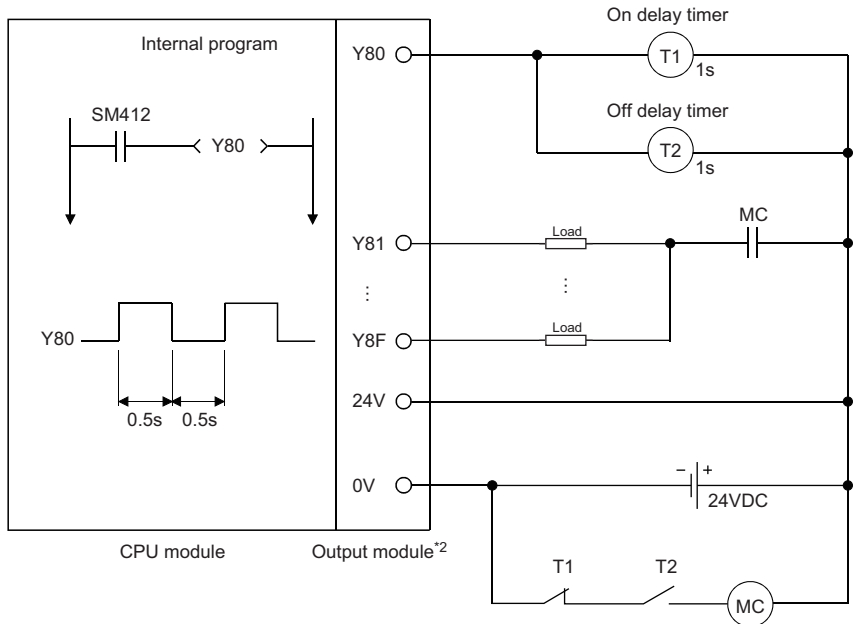 On delay timer
Internal program
Y80
T1
1s
SM412
Off delay timer
Y80
T2
1s
MC
Y81
Load
Y80
Y8F
Load
0.5s
0.5s
24V
0V
− +
24VDC
CPU module
Output module*2
T1
T2
MC